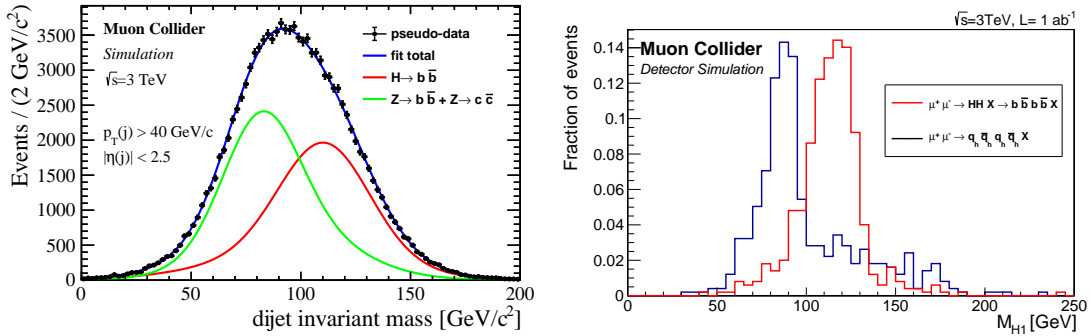 Muon Collider
Simulation
√s=3 TeV
p_T(j) > 40 GeV/c
|η(j)| < 2.5
pseudo-data
fit total
H→ b b̄
Z→ b b̄ + Z→ c c̄
Events / (2 GeV/c²)
3500
3000
2500
2000
1500
1000
500
0
0 50 100 150 200
dijet invariant mass [GeV/c²]
√s=3TeV, L= 1 ab⁻¹
Muon Collider
Detector Simulation
μ⁺ μ⁻ → HH X → b b̄ b b̄ X
μ⁺ μ⁻ → q_h q̄_h q_h q̄_h X
Fraction of events
0.14
0.12
0.1
0.08
0.06
0.04
0.02
0
0 50 100 150 200 250
M_H1 [GeV]